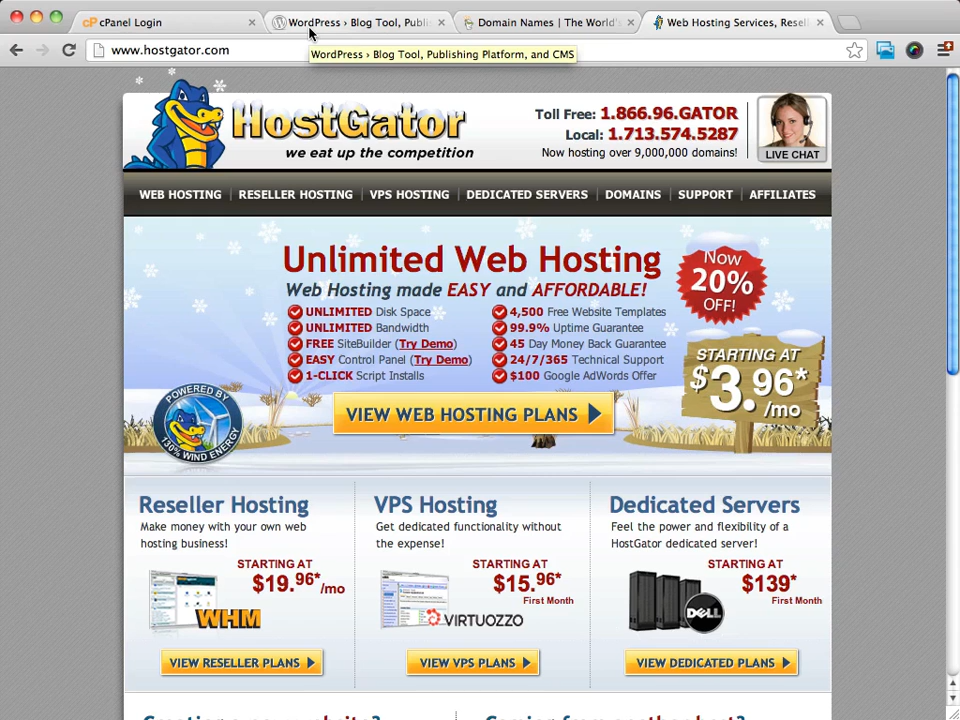 cP cPanel Login
WordPress › Blog Tool, Publi
Domain Names | The World'
Web Hosting Services, Resel
www.hostgator.com
WordPress › Blog Tool, Publishing Platform, and CMS
HostGator
we eat up the competition
Toll Free: 1.866.96.GATOR
Local: 1.713.574.5287
Now hosting over 9,000,000 domains!
LIVE CHAT
WEB HOSTING
RESELLER HOSTING
VPS HOSTING
DEDICATED SERVERS
DOMAINS
SUPPORT
AFFILIATES
Unlimited Web Hosting
Web Hosting made EASY and AFFORDABLE!
UNLIMITED Disk Space
UNLIMITED Bandwidth
FREE SiteBuilder (Try Demo)
EASY Control Panel (Try Demo)
1-CLICK Script Installs
4,500 Free Website Templates
99.9% Uptime Guarantee
45 Day Money Back Guarantee
24/7/365 Technical Support
$100 Google AdWords Offer
Now
20%
OFF!
STARTING AT
$3.96*
/mo
VIEW WEB HOSTING PLANS
POWERED BY
130% WIND ENERGY
Reseller Hosting
Make money with your own web
hosting business!
STARTING AT
$19.96*/mo
WHM
VIEW RESELLER PLANS
VPS Hosting
Get dedicated functionality without
the expense!
STARTING AT
$15.96*
First Month
VIRTUOZZO
VIEW VPS PLANS
Dedicated Servers
Feel the power and flexibility of a
HostGator dedicated server!
STARTING AT
$139*
First Month
DELL
VIEW DEDICATED PLANS